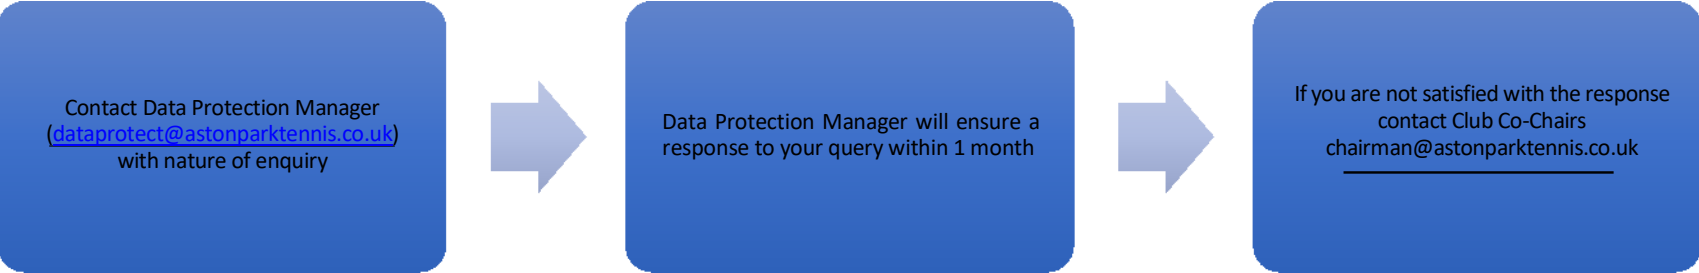 Contact Data Protection Manager
(dataprotect@astonparktennis.co.uk)
with nature of enquiry
Data Protection Manager will ensure a
response to your query within 1 month
If you are not satisfied with the response
contact Club Co-Chairs
chairman@astonparktennis.co.uk